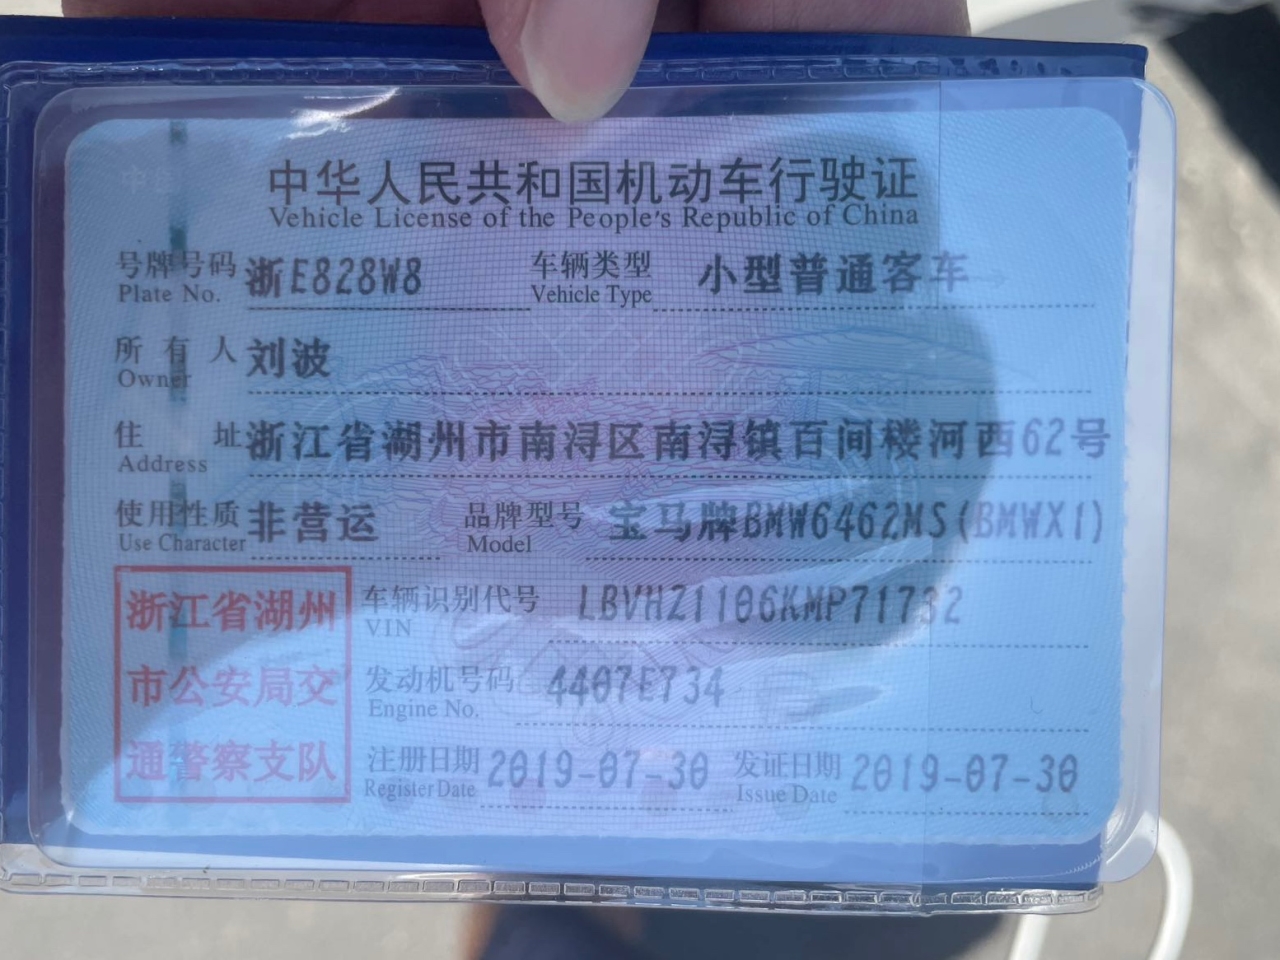 中华人民共和国机动车行驶证
Vehicle License of the People's Republic of China
号牌号码 浙E828W8 车辆类型 小型普通客车
Plate No. Vehicle Type
所有人 刘波
Owner
住址 浙江省湖州市南浔区南浔镇百间楼河西62号
Address
使用性质 非营运 品牌型号 宝马牌BMW6462MS(BMWX1)
Use Character Model
浙江省湖州
市公安局交
通警察支队
车辆识别代号 LBVHZ1106KMP71732
VIN
发动机号码 4407E734
Engine No.
注册日期 2019-07-30 发证日期 2019-07-30
Register Date Issue Date